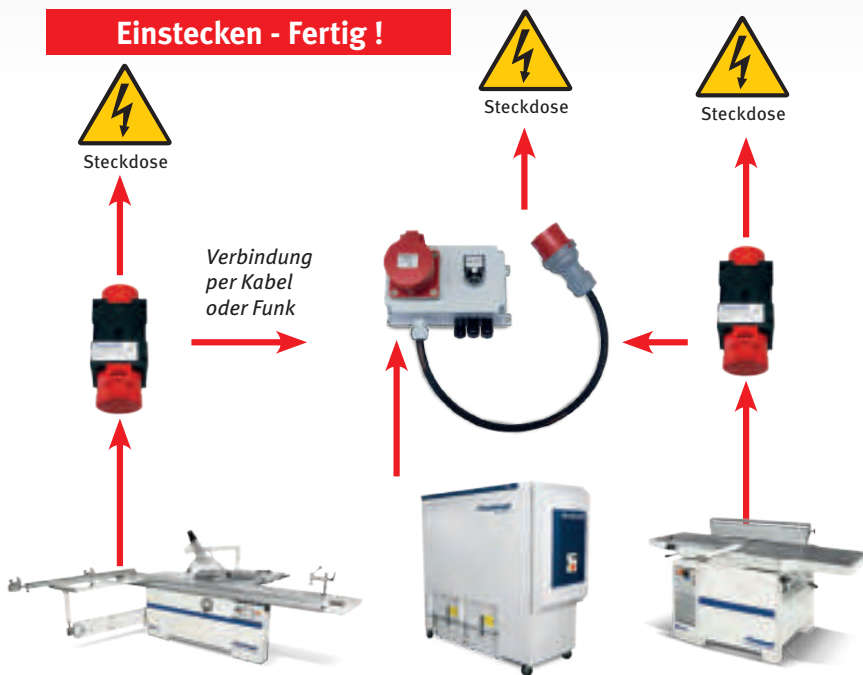 Einstecken - Fertig !
Steckdose
Steckdose
Steckdose
Verbindung
per Kabel
oder Funk